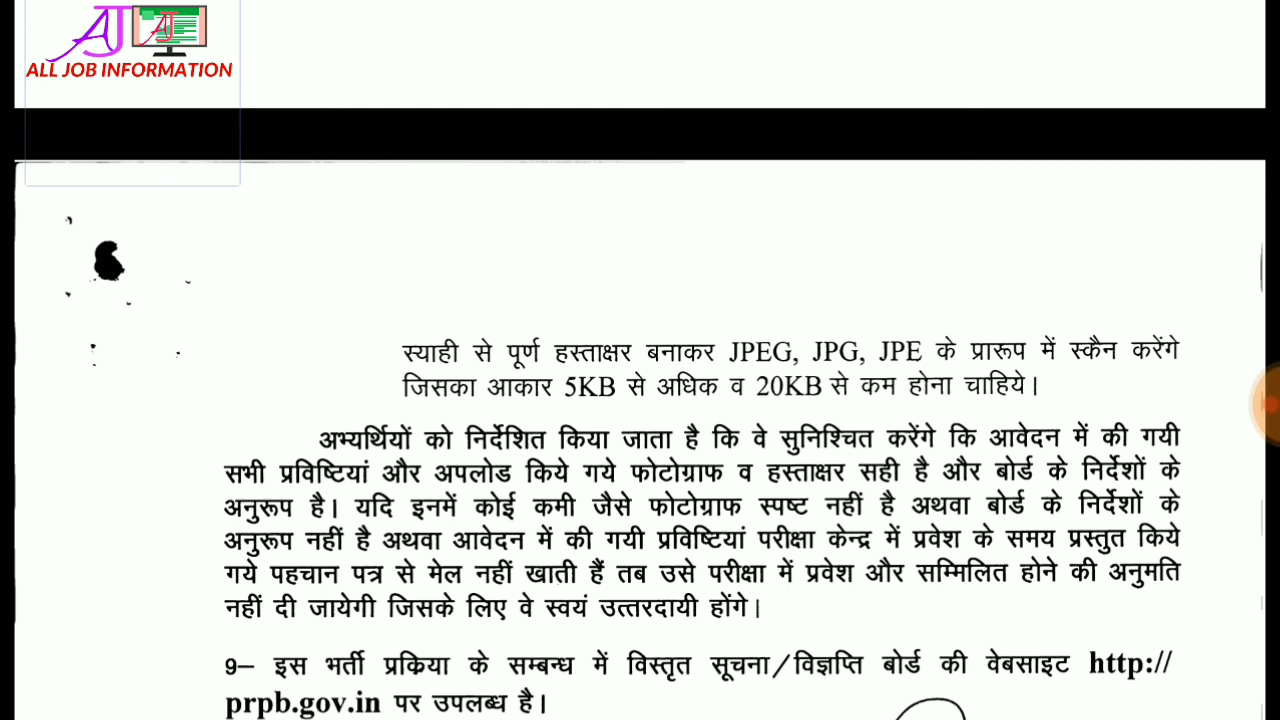 AJ AJ
ALL JOB INFORMATION
स्याही से पूर्ण हस्ताक्षर बनाकर JPEG, JPG, JPE के प्रारूप में स्कैन करेंगे
जिसका आकार 5KB से अधिक व 20KB से कम होना चाहिये।
अभ्यर्थियों को निर्देशित किया जाता है कि वे सुनिश्चित करेंगे कि आवेदन में की गयी
सभी प्रविष्टियां और अपलोड किये गये फोटोग्राफ व हस्ताक्षर सही है और बोर्ड के निर्देशों के
अनुरूप है। यदि इनमें कोई कमी जैसे फोटोग्राफ स्पष्ट नहीं है अथवा बोर्ड के निर्देशों के
अनुरूप नहीं है अथवा आवेदन में की गयी प्रविष्टियां परीक्षा केन्द्र में प्रवेश के समय प्रस्तुत किये
गये पहचान पत्र से मेल नहीं खाती हैं तब उसे परीक्षा में प्रवेश और सम्मिलित होने की अनुमति
नहीं दी जायेगी जिसके लिए वे स्वयं उत्तरदायी होंगे।
9– इस भर्ती प्रक्रिया के सम्बन्ध में विस्तृत सूचना/विज्ञप्ति बोर्ड की वेबसाइट http://
prpb.gov.in पर उपलब्ध है।